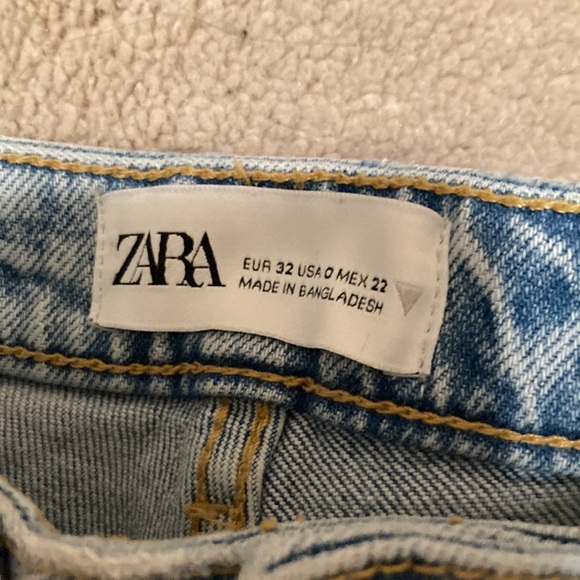 ZARA
EUR 32 USA 0 MEX 22
MADE IN BANGLADESH